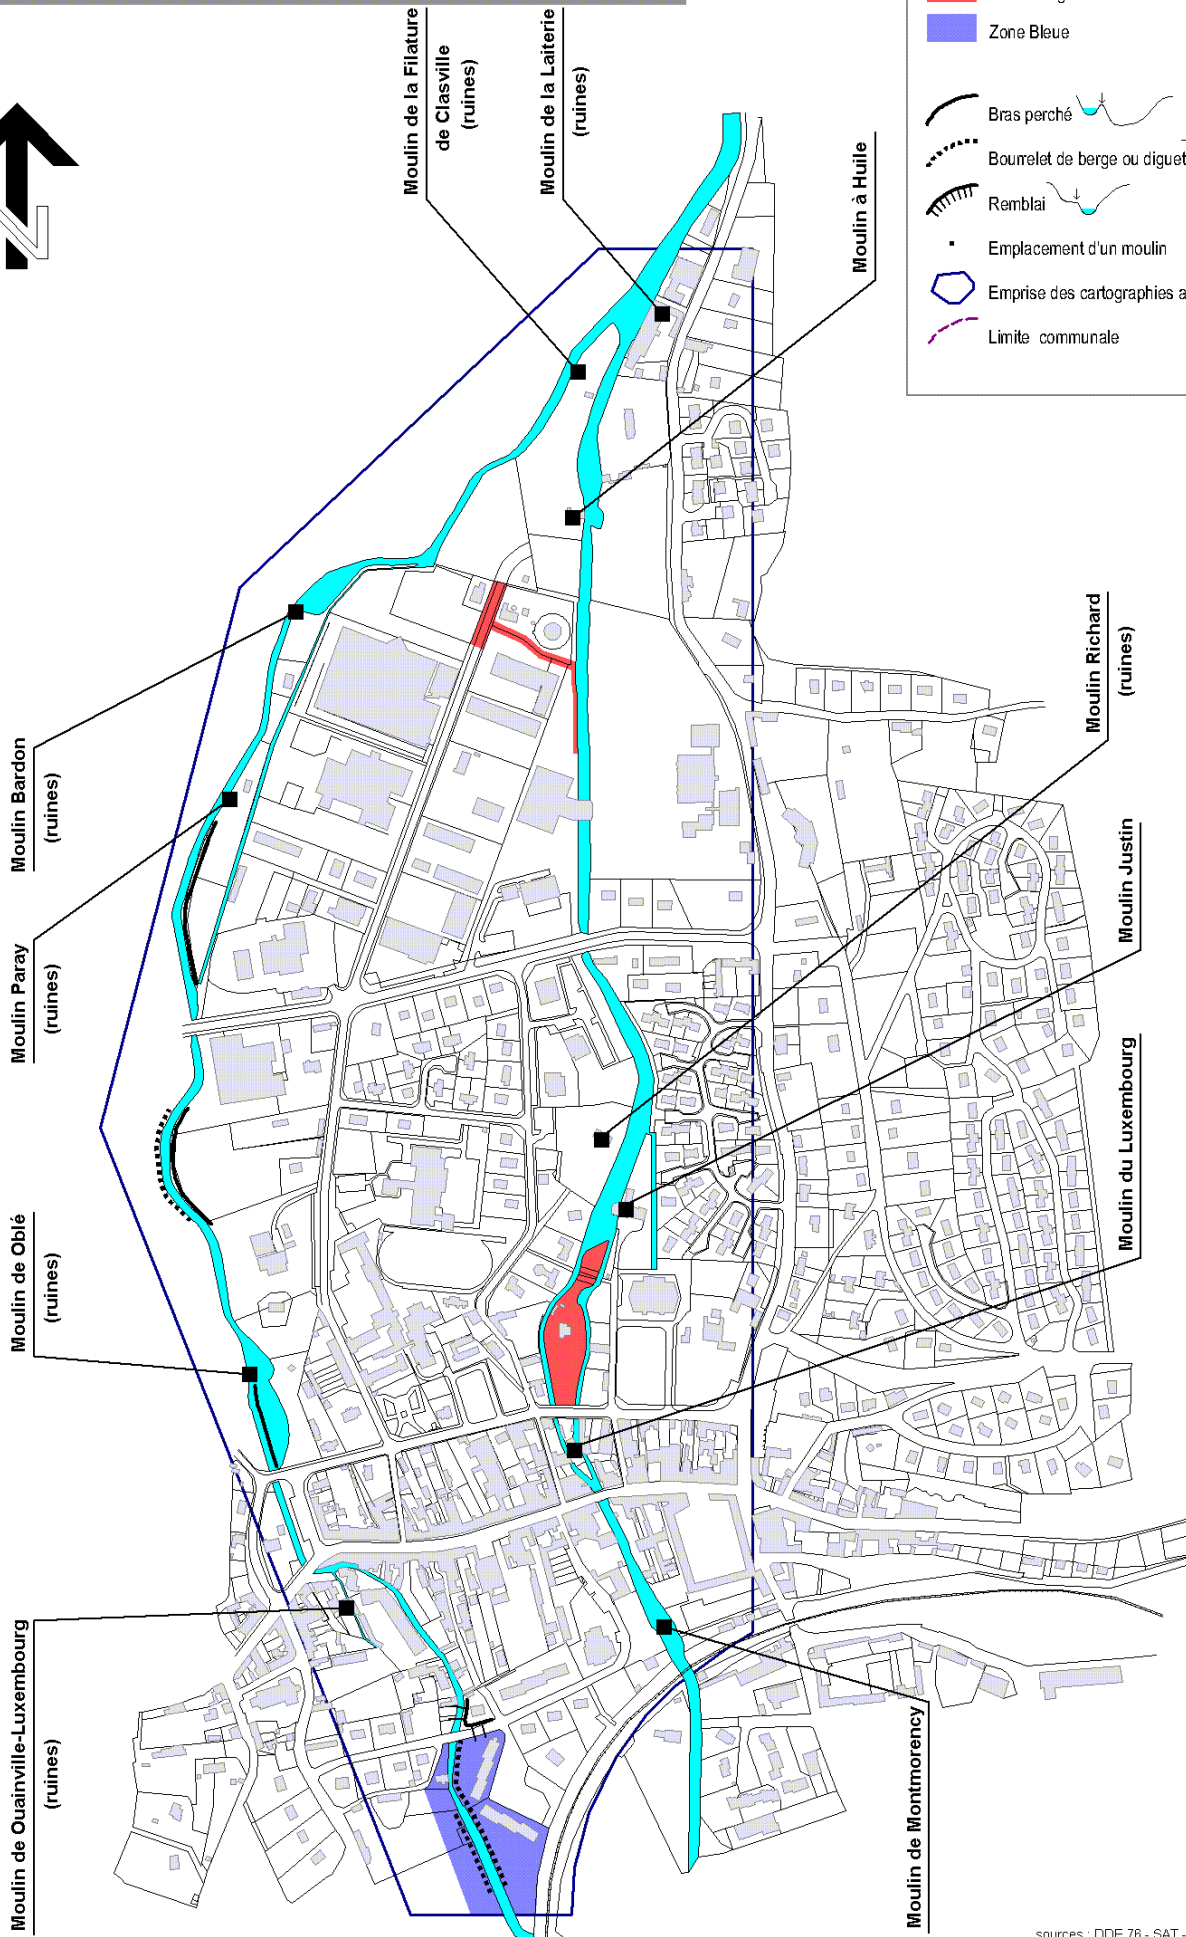 Zone Bleue
Bras perché
Bourrelet de berge ou diguet
Remblai
Emplacement d'un moulin
Emprise des cartographies a
Limite communale
Moulin de la Filature
de Clasville
(ruines)
Moulin de la Laiterie
(ruines)
Moulin à Huile
Moulin Bardon
(ruines)
Moulin Paray
(ruines)
Moulin de Obié
(ruines)
Moulin de Ouainville-Luxembourg
(ruines)
Moulin Richard
(ruines)
Moulin Justin
Moulin du Luxembourg
Moulin de Montmorency
N
sources : DDE 76 - SAT -